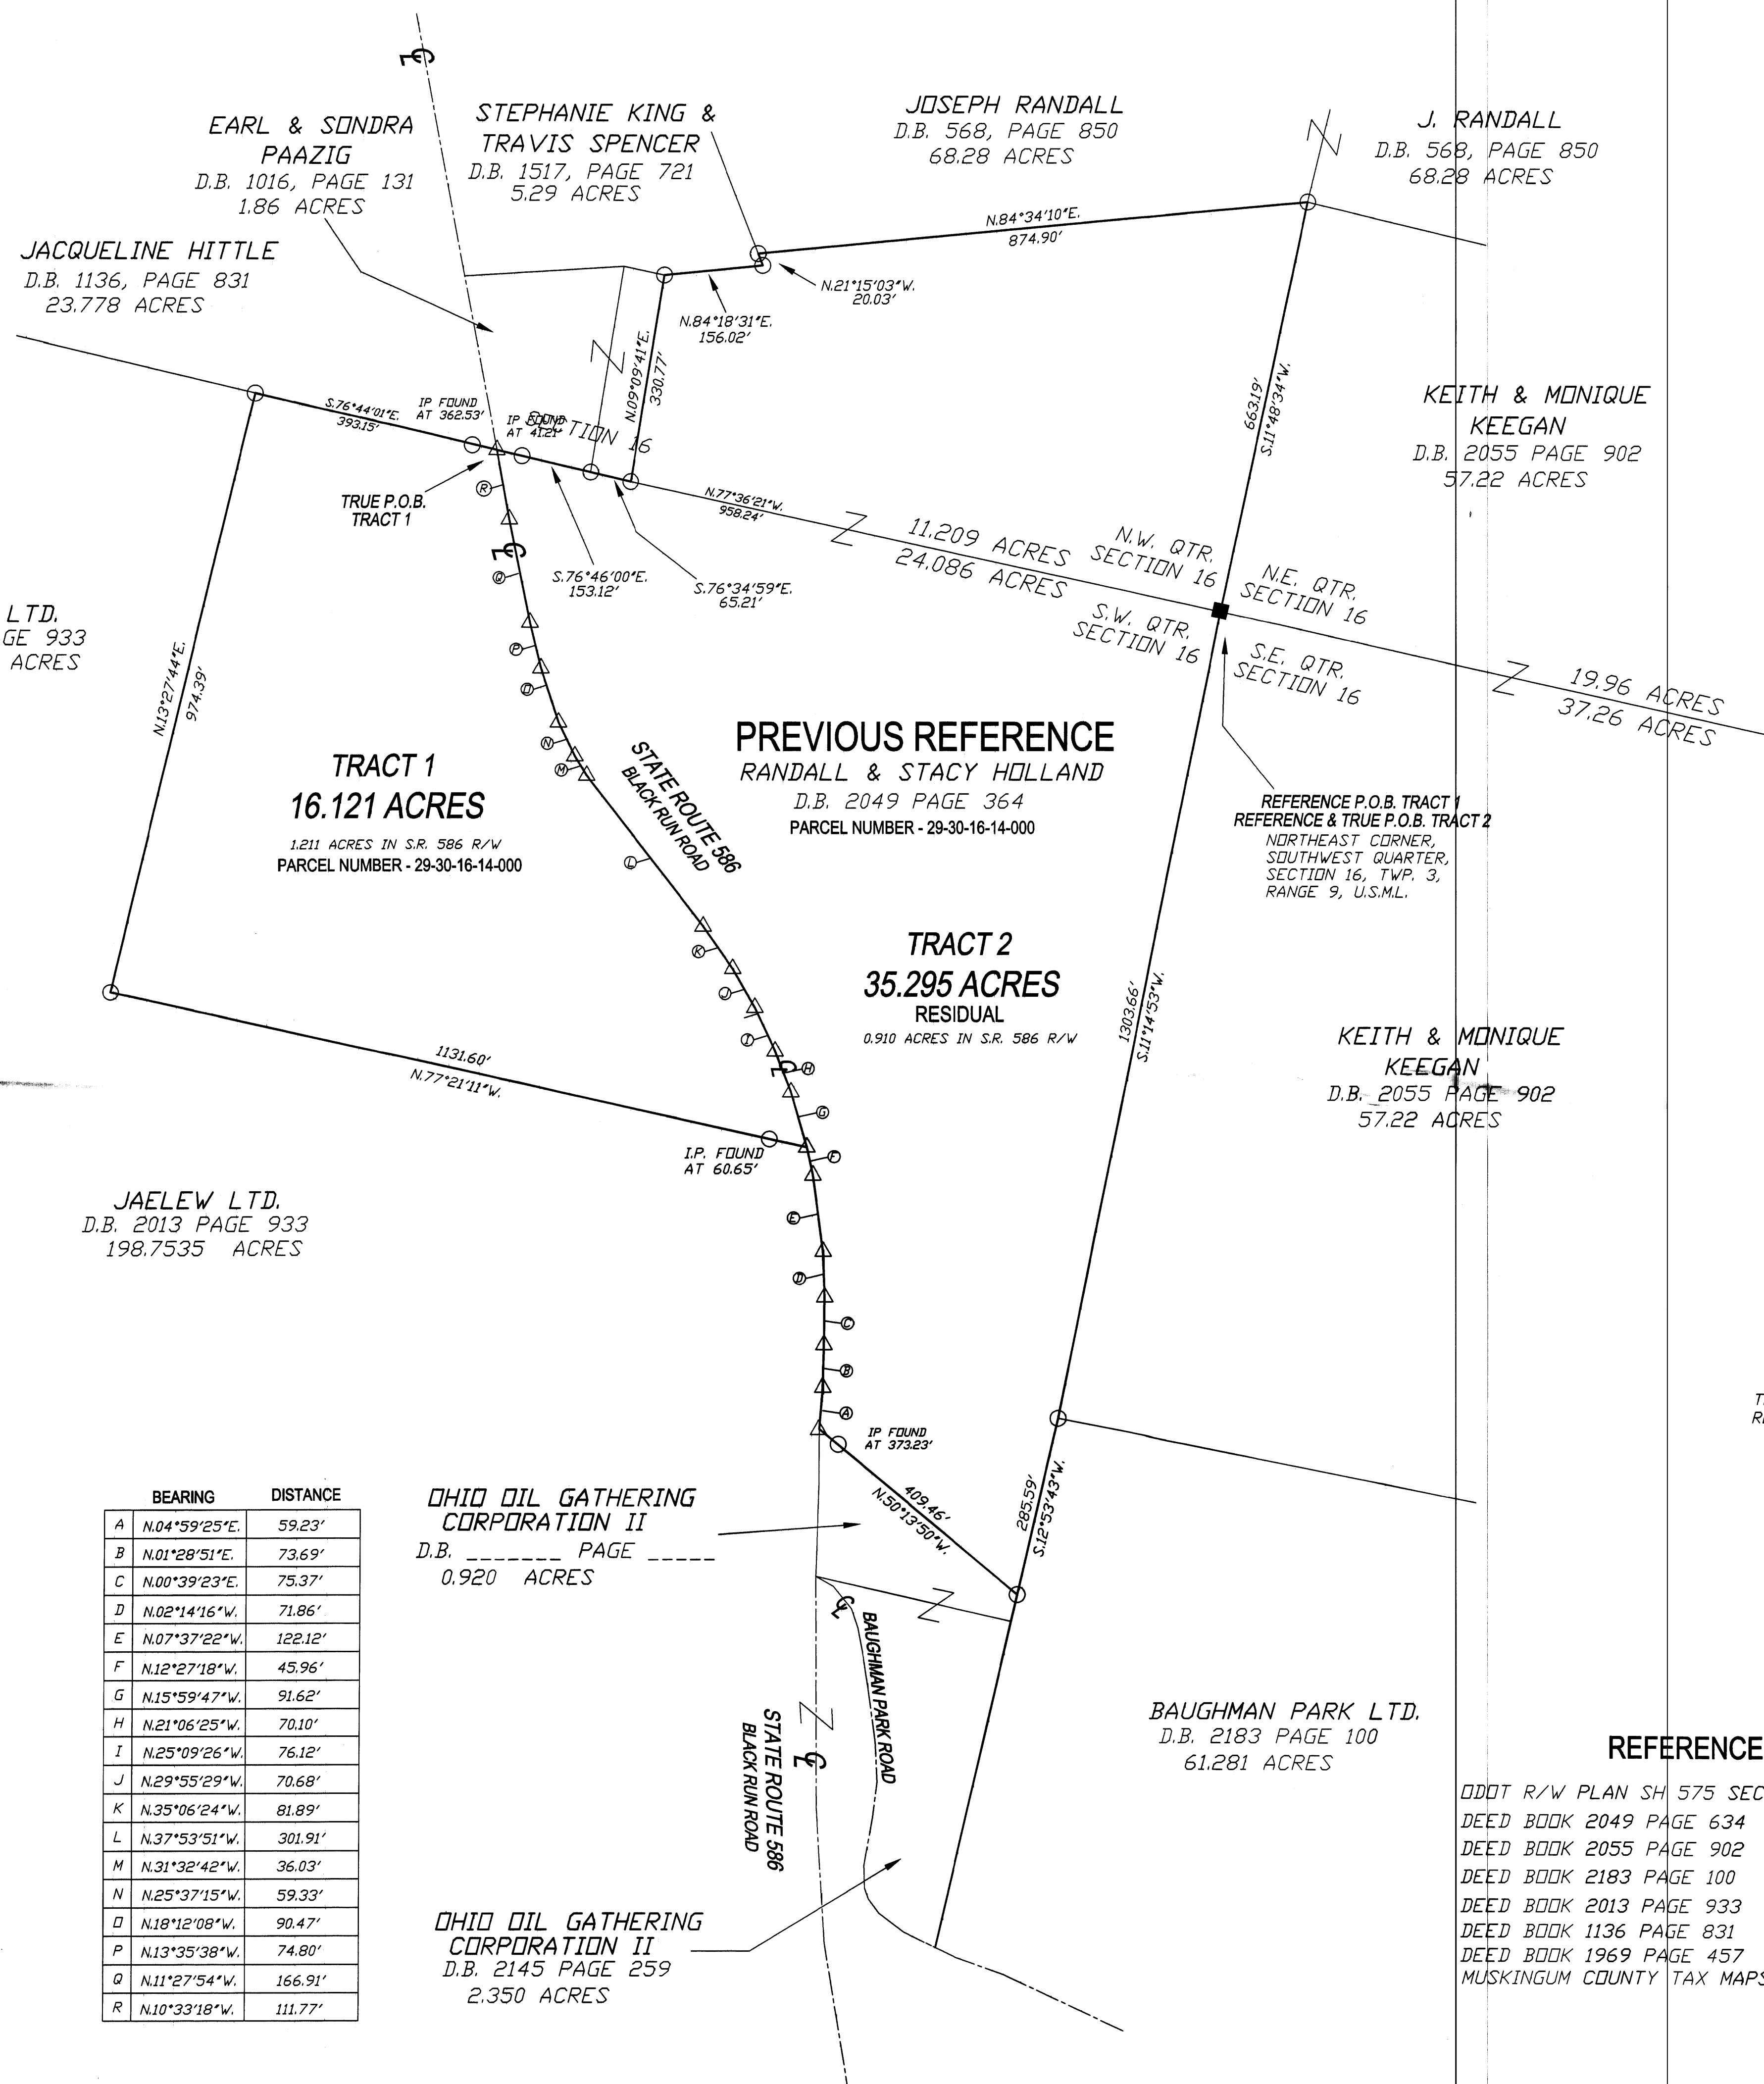 EARL & SONDRA
PAAZIG
D.B. 1016, PAGE 131
1.86 ACRES
STEPHANIE KING &
TRAVIS SPENCER
D.B. 1517, PAGE 721
5.29 ACRES
JOSEPH RANDALL
D.B. 568, PAGE 850
68.28 ACRES
J. RANDALL
D.B. 568, PAGE 850
68.28 ACRES
JACQUELINE HITTLE
D.B. 1136, PAGE 831
23.778 ACRES
N.84°34'10"E.
874.90'
N.21°15'03"W.
20.03'
N.84°18'31"E.
156.02'
N.09°09'41"E.
330.77'
663.19'
S.11°48'34"W.
KEITH & MONIQUE
KEEGAN
D.B. 2055 PAGE 902
57.22 ACRES
S.76°44'01"E.
393.15'
IP FOUND
AT 362.53'
IP FOUND
AT 41.21'
SECTION 16
TRUE P.O.B.
TRACT 1
R
Q
P
O
N
M
S.76°46'00"E.
153.12'
S.76°34'59"E.
65.21'
N.77°36'21"W.
958.24'
11.209 ACRES
24.086 ACRES
N.W. QTR.
SECTION 16
N.E. QTR.
SECTION 16
S.W. QTR.
SECTION 16
S.E. QTR.
SECTION 16
19.96 ACRES
37.26 ACRES
LTD.
GE 933
ACRES
N.13°27'44"E.
974.39'
TRACT 1
16.121 ACRES
1.211 ACRES IN S.R. 586 R/W
PARCEL NUMBER - 29-30-16-14-000
STATE ROUTE 586
BLACK RUN ROAD
PREVIOUS REFERENCE
RANDALL & STACY HOLLAND
D.B. 2049 PAGE 364
PARCEL NUMBER - 29-30-16-14-000
REFERENCE P.O.B. TRACT 1
REFERENCE & TRUE P.O.B. TRACT 2
NORTHEAST CORNER,
SOUTHWEST QUARTER,
SECTION 16, TWP. 3,
RANGE 9, U.S.M.L.
L
K
J
I
H
G
F
E
D
C
B
A
TRACT 2
35.295 ACRES
RESIDUAL
0.910 ACRES IN S.R. 586 R/W
1303.66'
S.11°14'53"W.
KEITH & MONIQUE
KEEGAN
D.B. 2055 PAGE 902
57.22 ACRES
1131.60'
N.77°21'11"W.
I.P. FOUND
AT 60.65'
JAELEW LTD.
D.B. 2013 PAGE 933
198.7535 ACRES
IP FOUND
AT 373.23'
409.46'
N.50°13'50"W.
285.59'
S.12°53'43"W.
T
RE
BEARING DISTANCE
A N.04°59'25"E. 59.23'
B N.01°28'51"E. 73.69'
C N.00°39'23"E. 75.37'
D N.02°14'16"W. 71.86'
E N.07°37'22"W. 122.12'
F N.12°27'18"W. 45.96'
G N.15°59'47"W. 91.62'
H N.21°06'25"W. 70.10'
I N.25°09'26"W. 76.12'
J N.29°55'29"W. 70.68'
K N.35°06'24"W. 81.89'
L N.37°53'51"W. 301.91'
M N.31°32'42"W. 36.03'
N N.25°37'15"W. 59.33'
O N.18°12'08"W. 90.47'
P N.13°35'38"W. 74.80'
Q N.11°27'54"W. 166.91'
R N.10°33'18"W. 111.77'
OHIO OIL GATHERING
CORPORATION II
D.B. _______ PAGE _____
0.920 ACRES
BAUGHMAN PARK ROAD
STATE ROUTE 586
BLACK RUN ROAD
BAUGHMAN PARK LTD.
D.B. 2183 PAGE 100
61.281 ACRES
OHIO OIL GATHERING
CORPORATION II
D.B. 2145 PAGE 259
2.350 ACRES
REFERENCE
ODOT R/W PLAN SH 575 SEC
DEED BOOK 2049 PAGE 634
DEED BOOK 2055 PAGE 902
DEED BOOK 2183 PAGE 100
DEED BOOK 2013 PAGE 933
DEED BOOK 1136 PAGE 831
DEED BOOK 1969 PAGE 457
MUSKINGUM COUNTY TAX MAPS